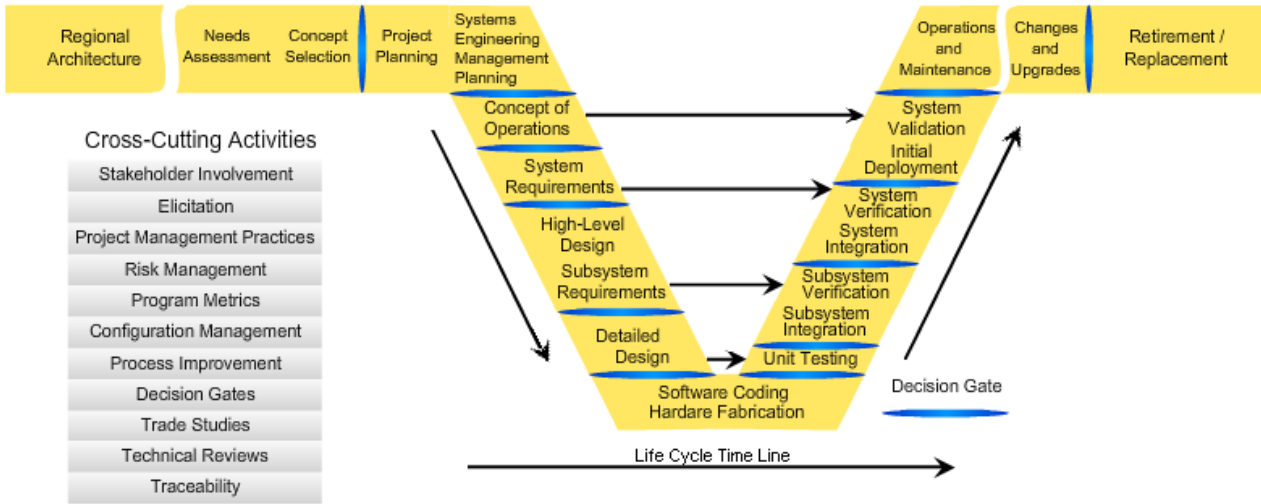 Regional
Architecture
Needs
Assessment
Concept
Selection
Project
Planning
Systems
Engineering
Management
Planning
Operations
and
Maintenance
Changes
and
Upgrades
Retirement /
Replacement
Concept of
Operations
System
Validation
Initial
Deployment
System
Requirements
System
Verification
High-Level
Design
System
Integration
Subsystem
Requirements
Subsystem
Verification
Subsystem
Integration
Detailed
Design
Unit Testing
Software Coding
Hardare Fabrication
Decision Gate
Life Cycle Time Line
Cross-Cutting Activities
Stakeholder Involvement
Elicitation
Project Management Practices
Risk Management
Program Metrics
Configuration Management
Process Improvement
Decision Gates
Trade Studies
Technical Reviews
Traceability